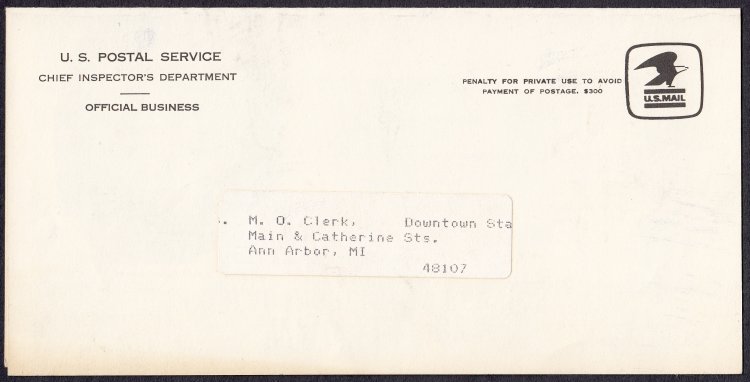 U. S. POSTAL SERVICE
CHIEF INSPECTOR'S DEPARTMENT
OFFICIAL BUSINESS
PENALTY FOR PRIVATE USE TO AVOID
PAYMENT OF POSTAGE, $300
U.S.MAIL
M. O. Clerk, Downtown Sta
Main & Catherine Sts.
Ann Arbor, MI
48107